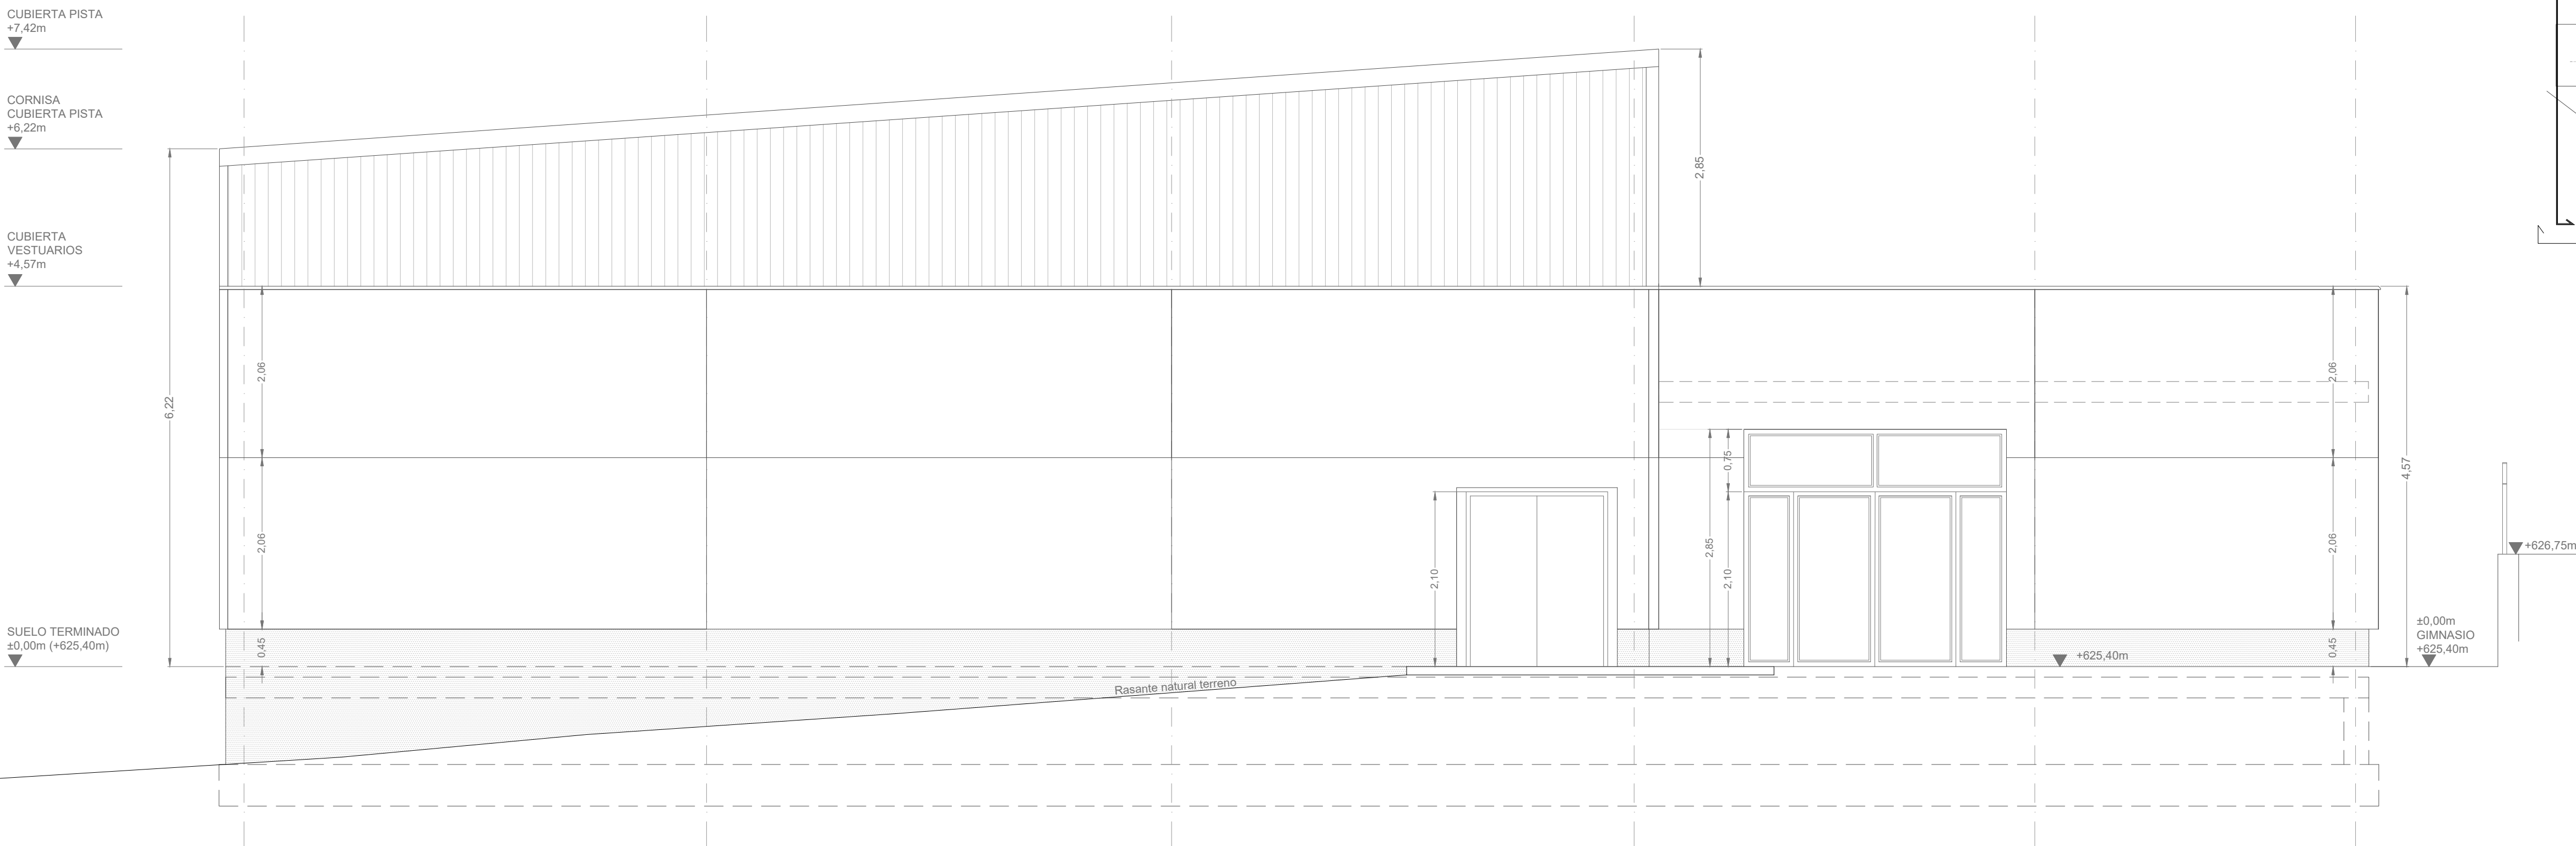 CUBIERTA PISTA
+7,42m
CORNISA
CUBIERTA PISTA
+6,22m
CUBIERTA
VESTUARIOS
+4,57m
SUELO TERMINADO
±0,00m (+625,40m)
6,22
2,06
2,06
0,45
2,85
2,10
2,85
0,75
2,10
2,06
2,06
0,45
4,57
Rasante natural terreno
+625,40m
±0,00m
GIMNASIO
+625,40m
+626,75m